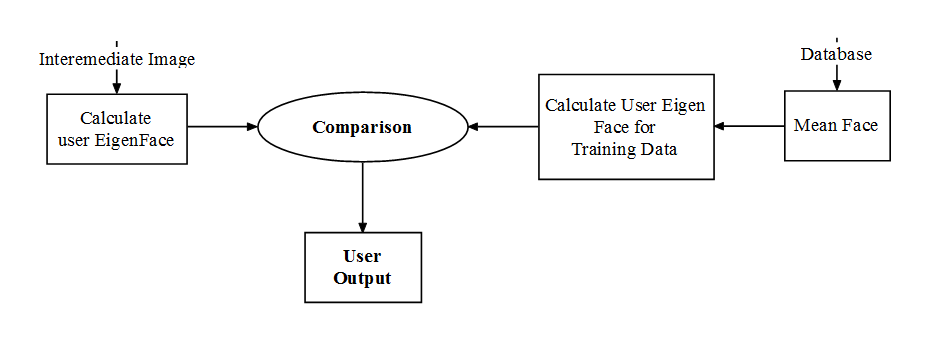 Interemediate Image
Calculate
user EigenFace
Comparison
User
Output
Calculate User Eigen
Face for
Training Data
Database
Mean Face